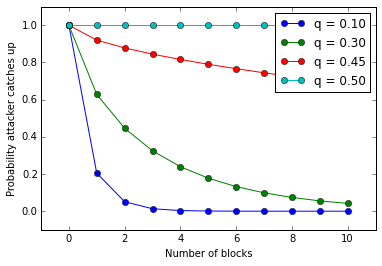 q = 0.10
q = 0.30
q = 0.45
q = 0.50
Probability attacker catches up
1.0
0.8
0.6
0.4
0.2
0.0
0 2 4 6 8 10
Number of blocks